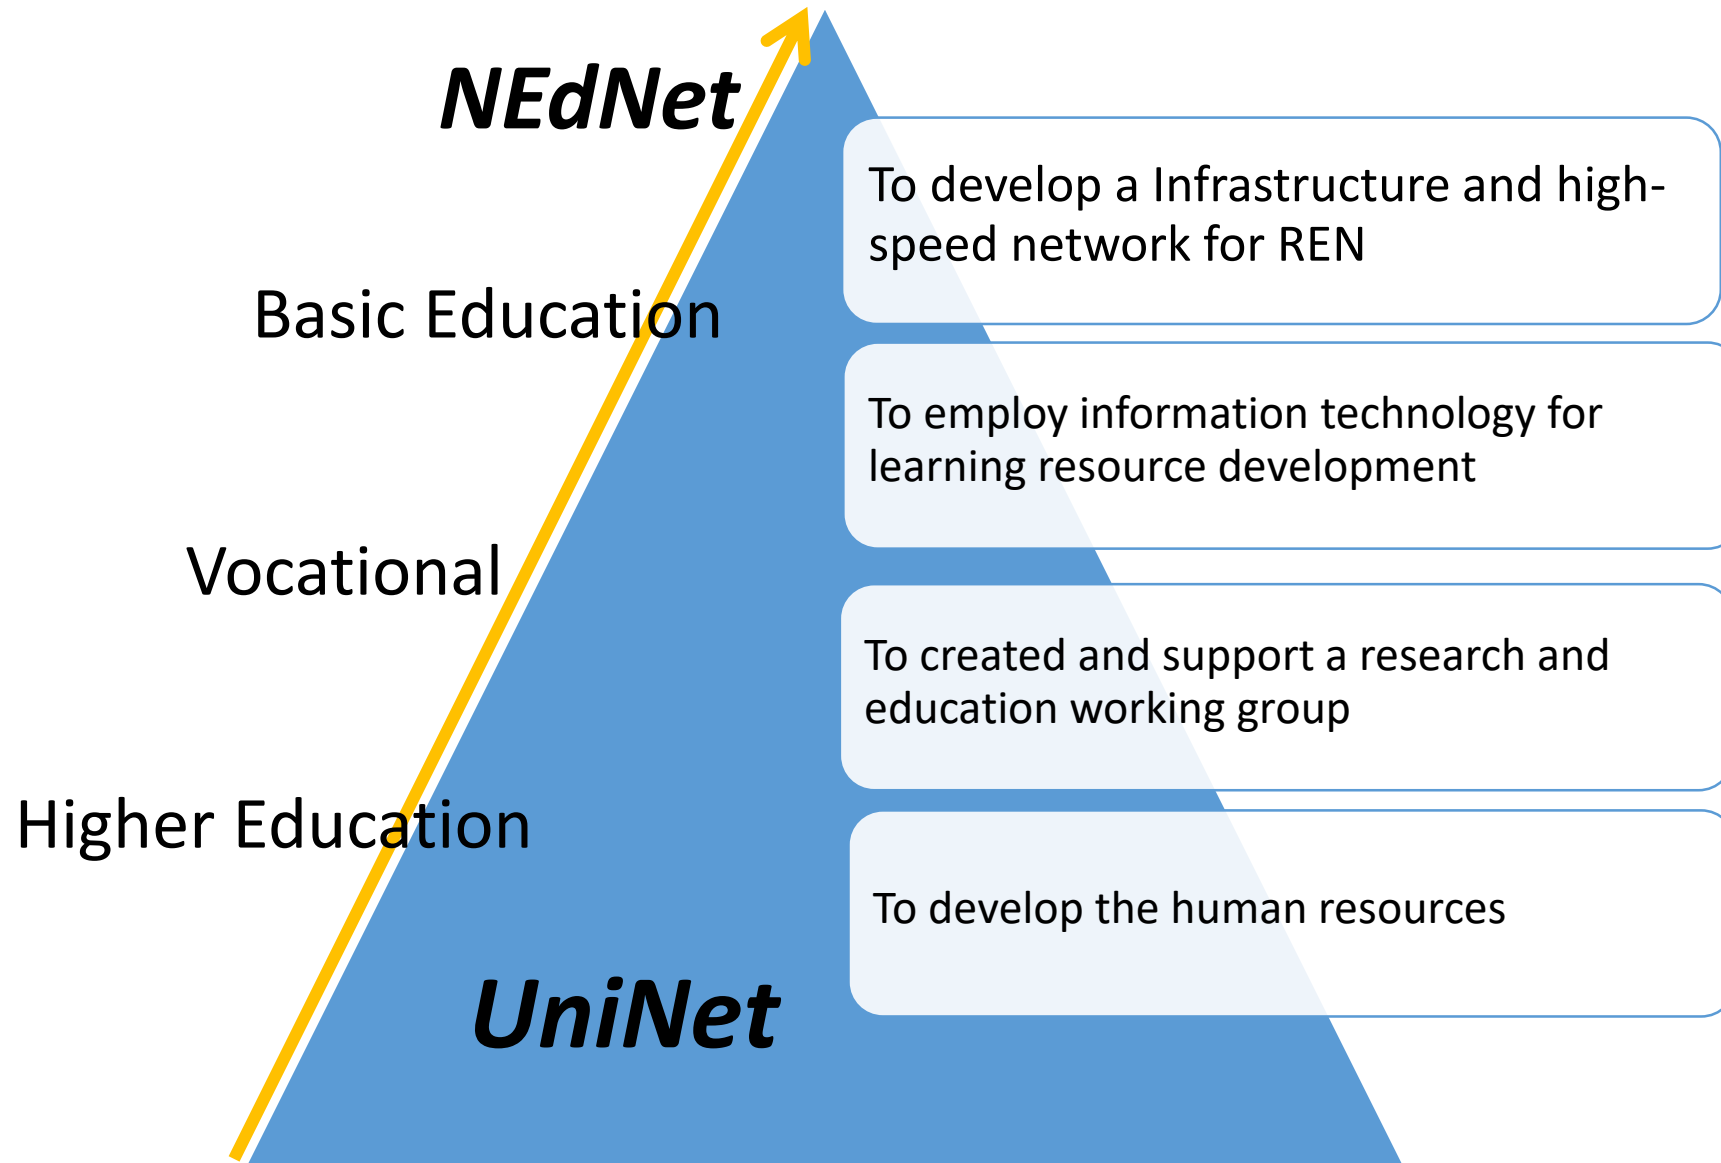 NEdNet
To develop a Infrastructure and high-
speed network for REN
Basic Education
To employ information technology for
learning resource development
Vocational
To created and support a research and
education working group
Higher Education
To develop the human resources
UniNet